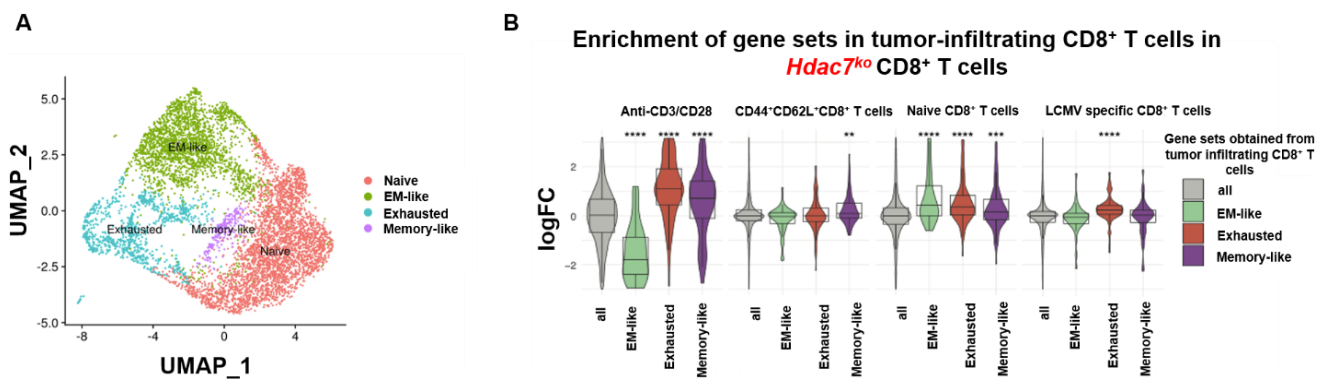 A
UMAP_2
5.0
2.5
0.0
-2.5
-5.0
EM-like
Exhausted
Memory-like
Naive
-8
-4
0
4
UMAP_1
Naive
EM-like
Exhausted
Memory-like
B
Enrichment of gene sets in tumor-infiltrating CD8⁺ T cells in
Hdac7ᵏᵒ CD8⁺ T cells
Anti-CD3/CD28
CD44⁺CD62L⁺CD8⁺ T cells
Naive CD8⁺ T cells
LCMV specific CD8⁺ T cells
**** **** ****
**
**** **** ***
****
logFC
2
0
-2
all
EM-like
Exhausted
Memory-like
all
EM-like
Exhausted
Memory-like
all
EM-like
Exhausted
Memory-like
all
EM-like
Exhausted
Memory-like
Gene sets obtained from
tumor infiltrating CD8⁺ T
cells
all
EM-like
Exhausted
Memory-like